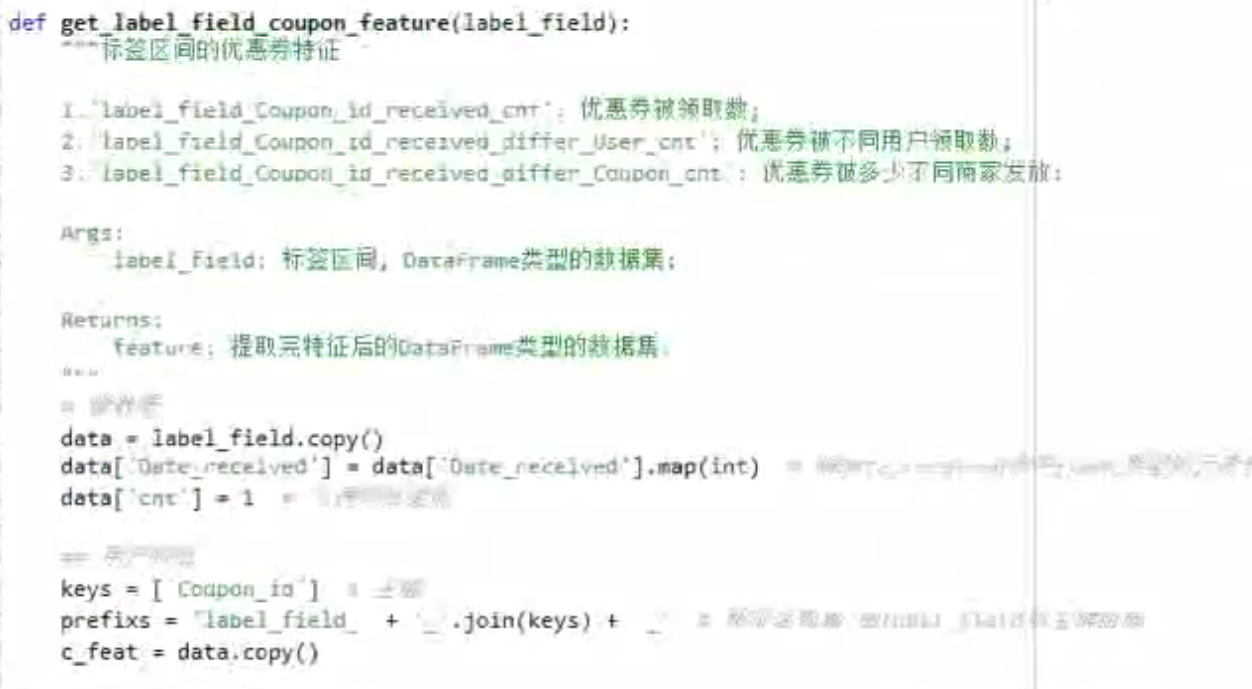 def get_label_field_coupon_feature(label_field):
"""标签区间的优惠券特征
1. 'label_field_Coupon_id_received_cnt': 优惠券被领取数;
2. 'label_field_Coupon_id_received_differ_User_cnt': 优惠券被不同用户领取数;
3. 'label_field_Coupon_id_received_differ_Coupon_cnt': 优惠券被多少不同商家发放;
Args:
label_field: 标签区间, DataFrame类型的数据集;
Returns:
feature: 提取完特征后的DataFrame类型的数据集.
"""
# 源数据
data = label_field.copy()
data['Date_received'] = data['Date_received'].map(int) #
data['cnt'] = 1 #
##
keys = ['Coupon_id'] # 主键
prefixs = 'label_field_' + '_'.join(keys) + '_' #
c_feat = data.copy()